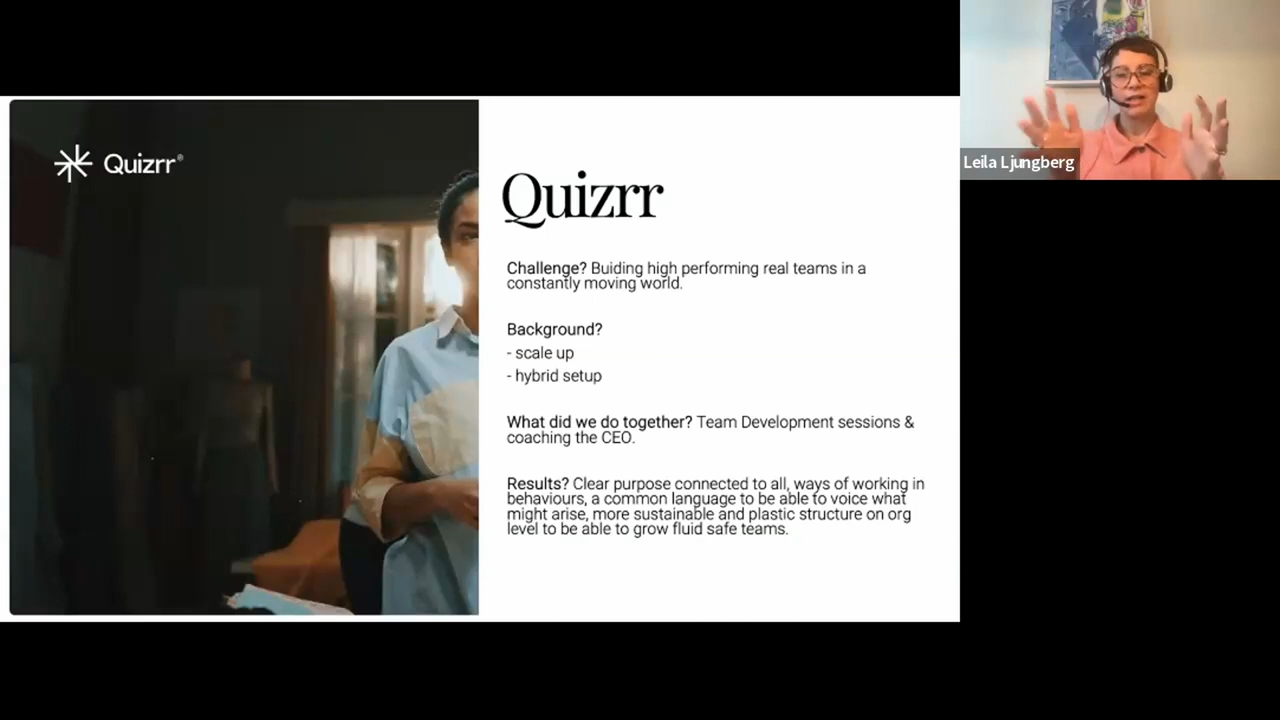 Quizrr®
Quizrr
Challenge? Buiding high performing real teams in a
constantly moving world.
Background?
- scale up
- hybrid setup
What did we do together? Team Development sessions &
coaching the CEO.
Results? Clear purpose connected to all, ways of working in
behaviours, a common language to be able to voice what
might arise, more sustainable and plastic structure on org
level to be able to grow fluid safe teams.
Leila Ljungberg